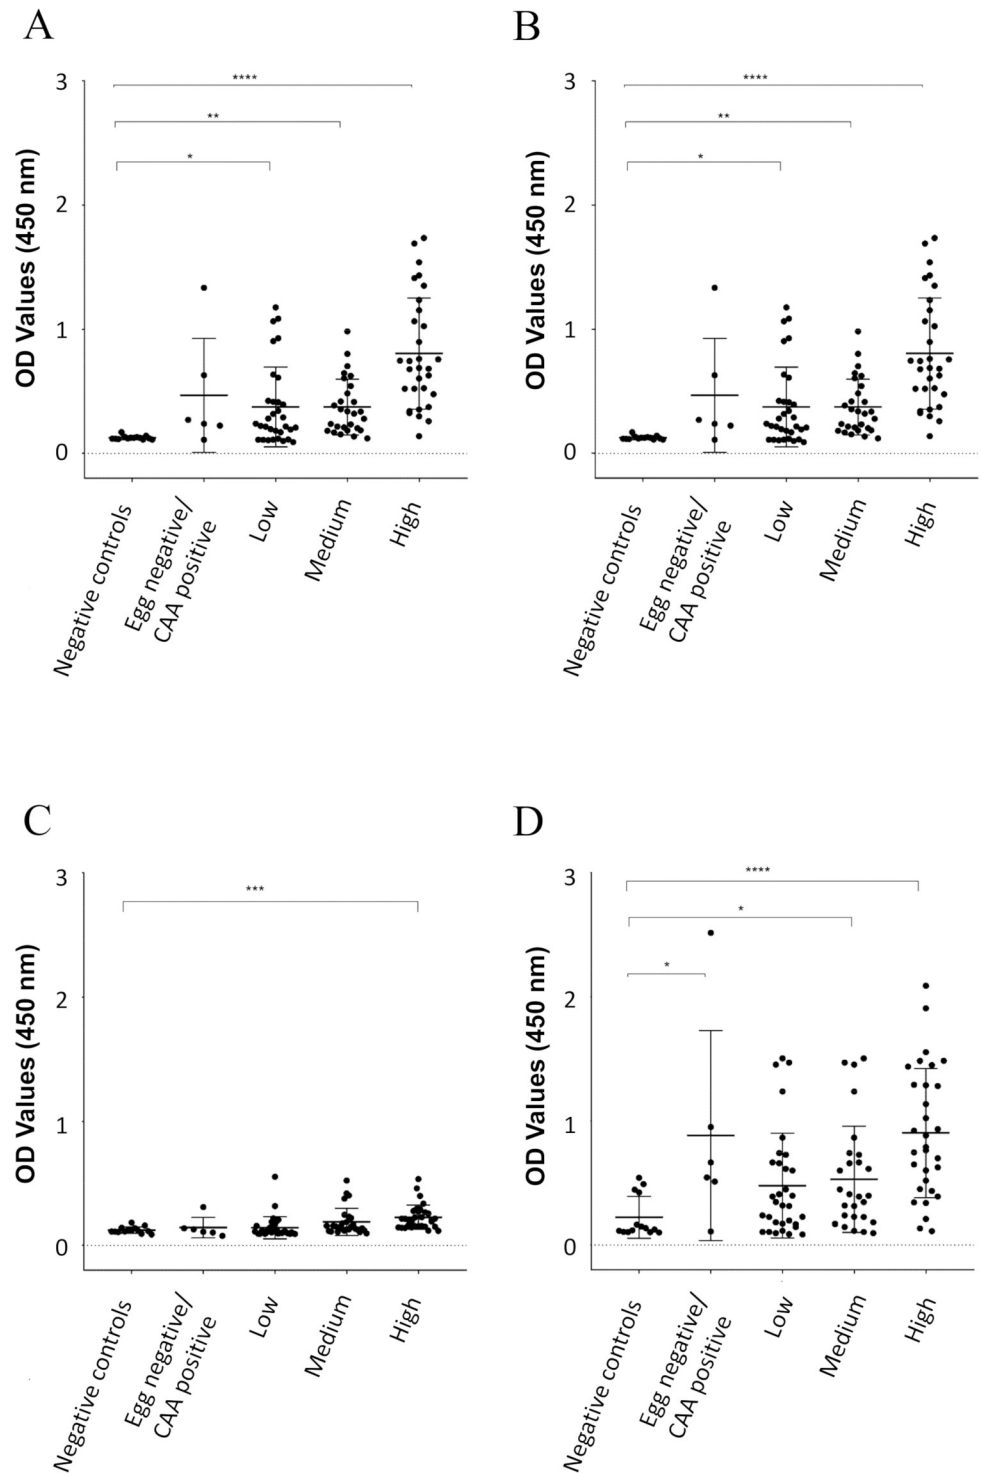 A
B
3
2
1
0
OD Values (450 nm)
****
**
*
Negative controls
Egg negative/
CAA positive
Low
Medium
High
3
2
1
0
OD Values (450 nm)
****
**
*
Negative controls
Egg negative/
CAA positive
Low
Medium
High
C
D
3
2
1
0
OD Values (450 nm)
***
Negative controls
Egg negative/
CAA positive
Low
Medium
High
3
2
1
0
OD Values (450 nm)
****
*
*
Negative controls
Egg negative/
CAA positive
Low
Medium
High